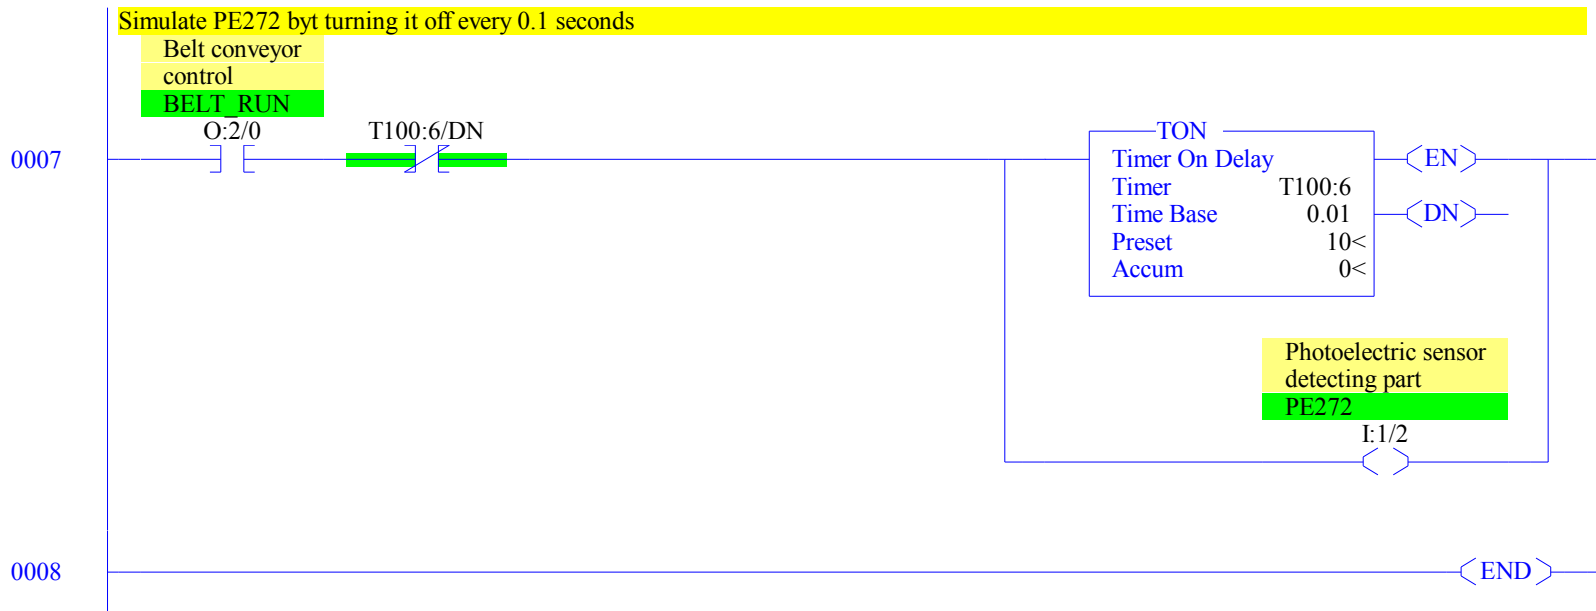 Simulate PE272 byt turning it off every 0.1 seconds
Belt conveyor
control
BELT_RUN
O:2/0
T100:6/DN
0007
TON
Timer On Delay
EN
Timer T100:6
Time Base 0.01
DN
Preset 10<
Accum 0<
Photoelectric sensor
detecting part
PE272
I:1/2
0008
END